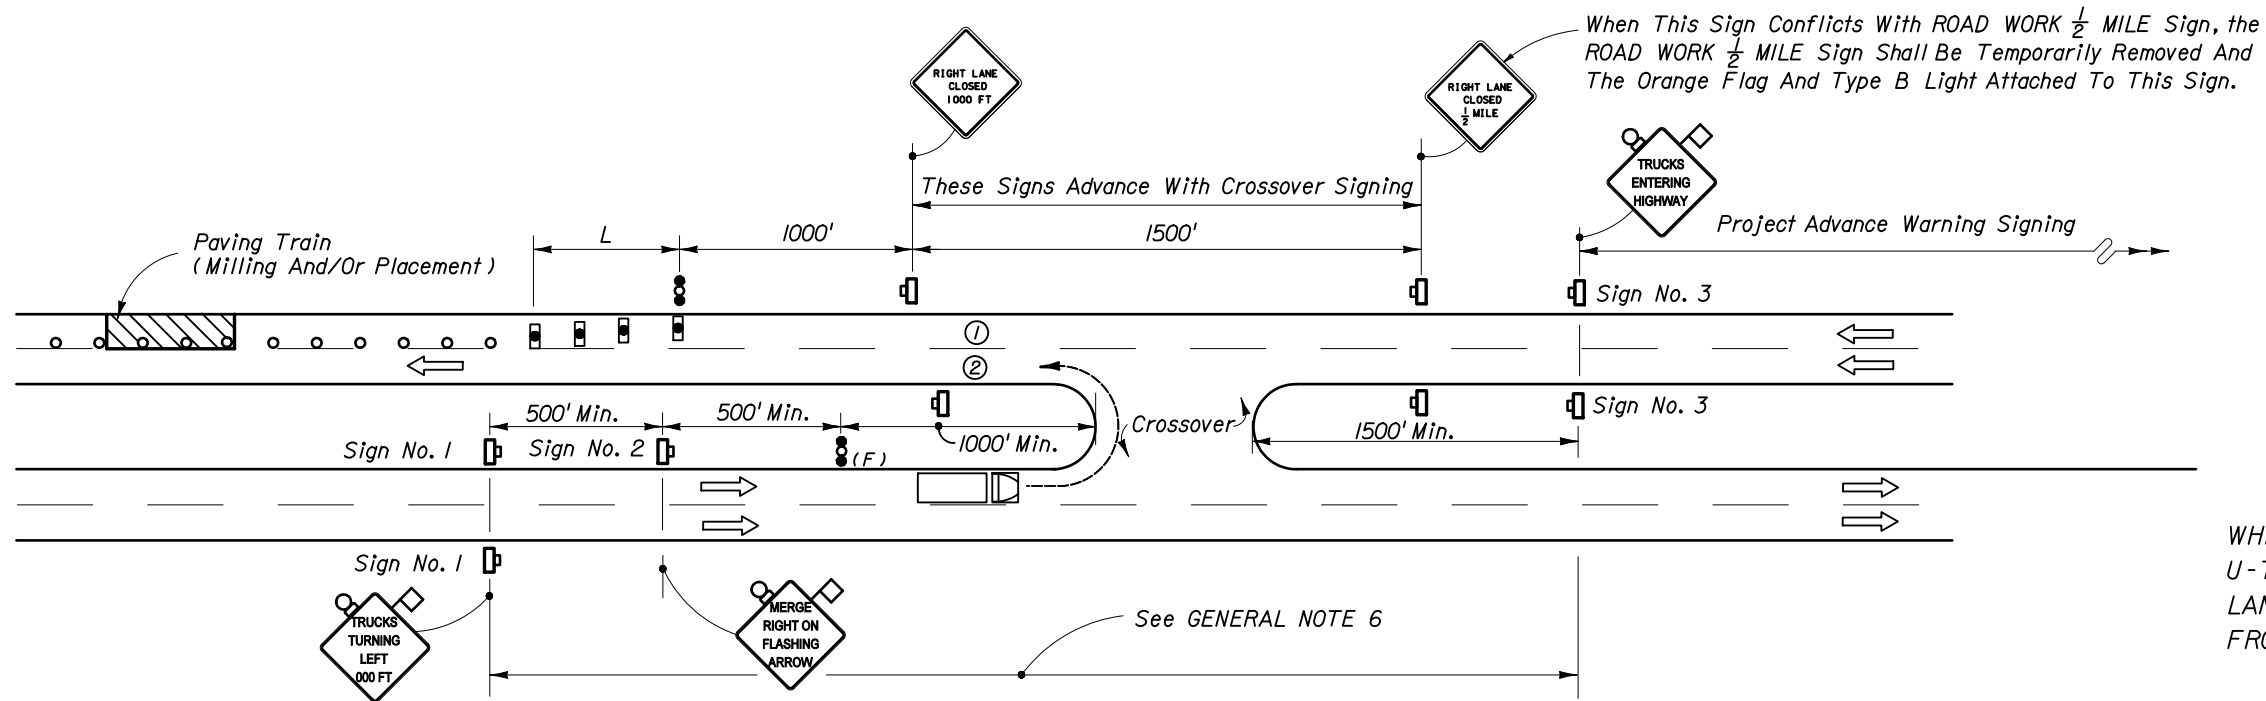 When This Sign Conflicts With ROAD WORK 1/2 MILE Sign, the
ROAD WORK 1/2 MILE Sign Shall Be Temporarily Removed And
The Orange Flag And Type B Light Attached To This Sign.
RIGHT LANE
CLOSED
1000 FT
RIGHT LANE
CLOSED
1/2 MILE
TRUCKS
ENTERING
HIGHWAY
These Signs Advance With Crossover Signing
Project Advance Warning Signing
Paving Train
(Milling And/Or Placement)
L
1000'
1500'
Sign No. 3
1
2
500' Min.
500' Min.
1000' Min.
Crossover
1500' Min.
Sign No. 3
Sign No. 1
Sign No. 2
(F)
Sign No. 1
TRUCKS
TURNING
LEFT
000 FT
MERGE
RIGHT ON
FLASHING
ARROW
See GENERAL NOTE 6
WH
U-T
LAN
FRO